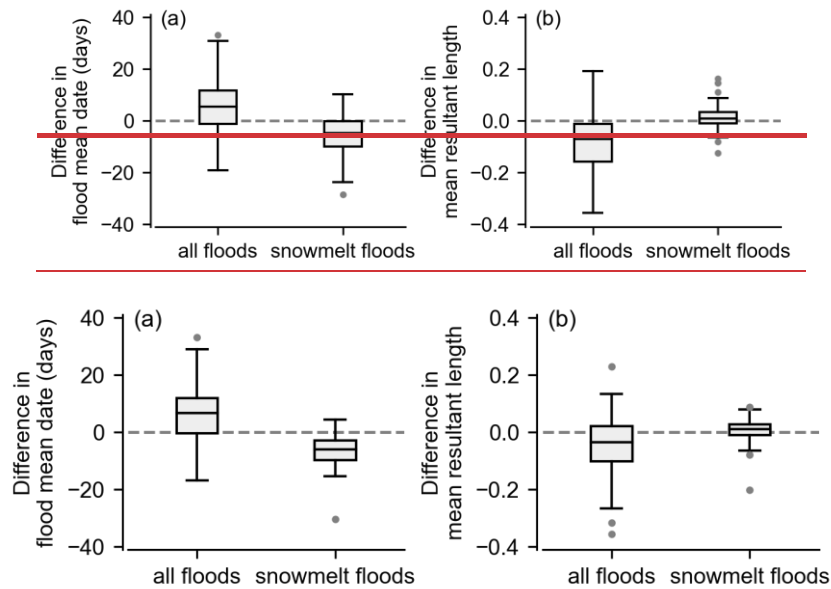 (a)
Difference in
flood mean date (days)
40
20
0
−20
−40
all floods
snowmelt floods
(b)
Difference in
mean resultant length
0.4
0.2
0.0
−0.2
−0.4
all floods
snowmelt floods
(a)
Difference in
flood mean date (days)
40
20
0
−20
−40
all floods
snowmelt floods
(b)
Difference in
mean resultant length
0.4
0.2
0.0
−0.2
−0.4
all floods
snowmelt floods